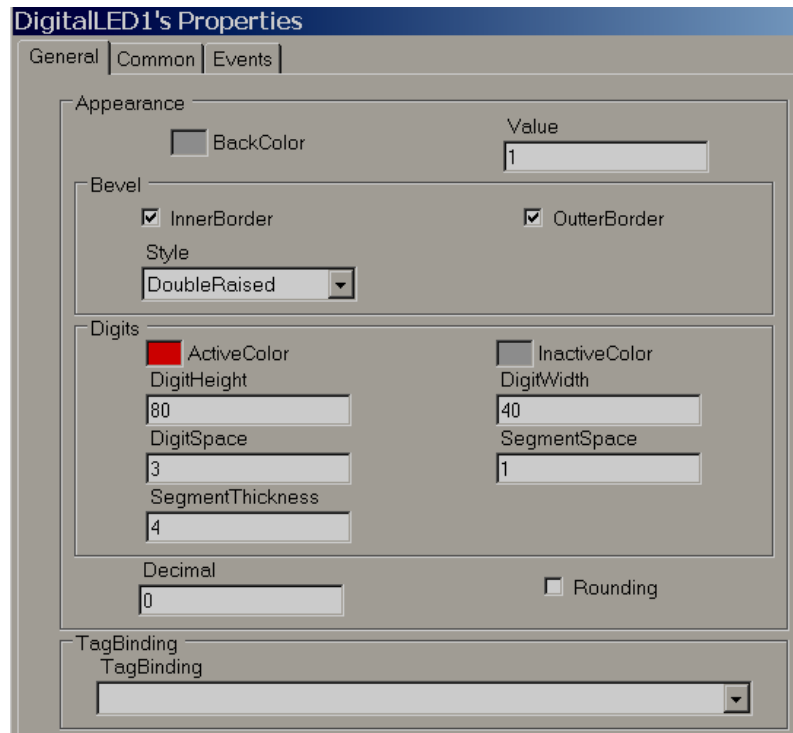 DigitalLED1's Properties
General Common Events
Appearance
BackColor
Value
1
Bevel
InnerBorder OutterBorder
Style
DoubleRaised
Digits
ActiveColor InactiveColor
DigitHeight DigitWidth
80 40
DigitSpace SegmentSpace
3 1
SegmentThickness
4
Decimal
0
Rounding
TagBinding
TagBinding